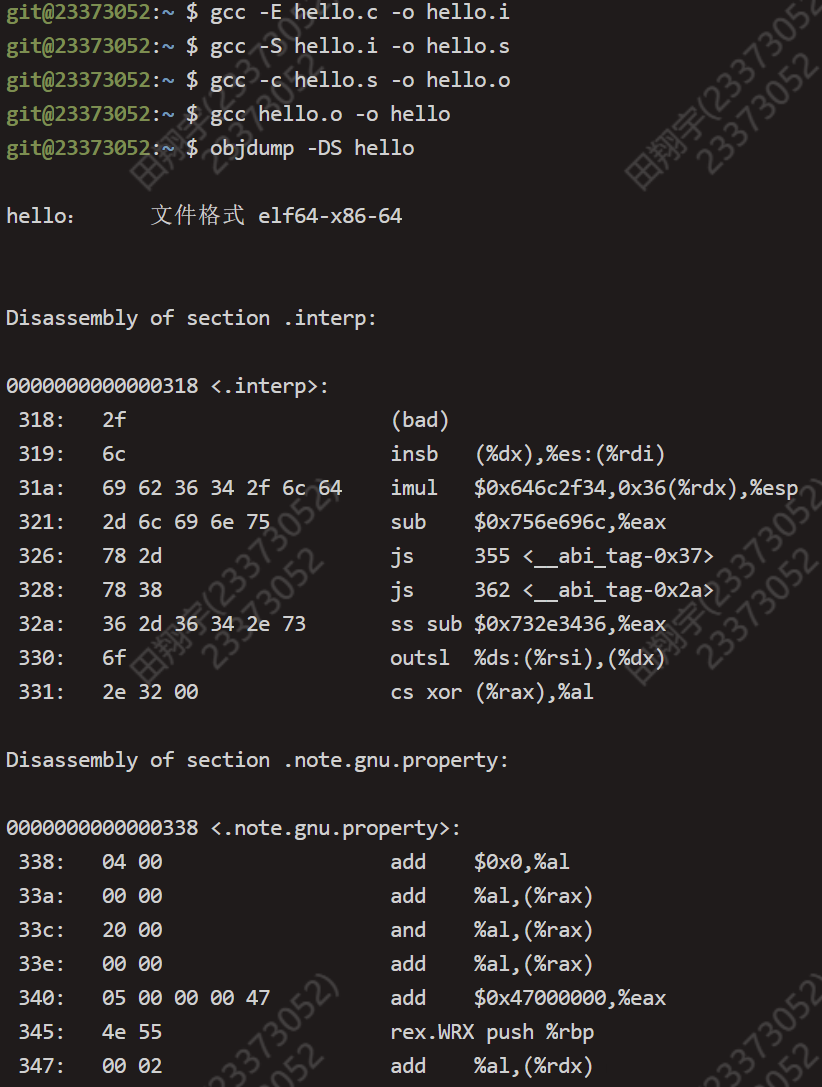 git@23373052:~ $ gcc -E hello.c -o hello.i
git@23373052:~ $ gcc -S hello.i -o hello.s
git@23373052:~ $ gcc -c hello.s -o hello.o
git@23373052:~ $ gcc hello.o -o hello
git@23373052:~ $ objdump -DS hello
hello：     文件格式 elf64-x86-64
Disassembly of section .interp:
0000000000000318 <.interp>:
 318:   2f                      (bad)
 319:   6c                      insb   (%dx),%es:(%rdi)
 31a:   69 62 36 34 2f 6c 64    imul   $0x646c2f34,0x36(%rdx),%esp
 321:   2d 6c 69 6e 75          sub    $0x756e696c,%eax
 326:   78 2d                   js     355 <__abi_tag-0x37>
 328:   78 38                   js     362 <__abi_tag-0x2a>
 32a:   36 2d 36 34 2e 73       ss sub $0x732e3436,%eax
 330:   6f                      outsl  %ds:(%rsi),(%dx)
 331:   2e 32 00                cs xor (%rax),%al
Disassembly of section .note.gnu.property:
0000000000000338 <.note.gnu.property>:
 338:   04 00                   add    $0x0,%al
 33a:   00 00                   add    %al,(%rax)
 33c:   20 00                   and    %al,(%rax)
 33e:   00 00                   add    %al,(%rax)
 340:   05 00 00 00 47          add    $0x47000000,%eax
 345:   4e 55                   rex.WRX push %rbp
 347:   00 02                   add    %al,(%rdx)
田翔宇(23373052)
23373052
田翔宇(23373052)
23373052
田翔宇(23373052)
23373052
田翔宇(23373052)
23373052